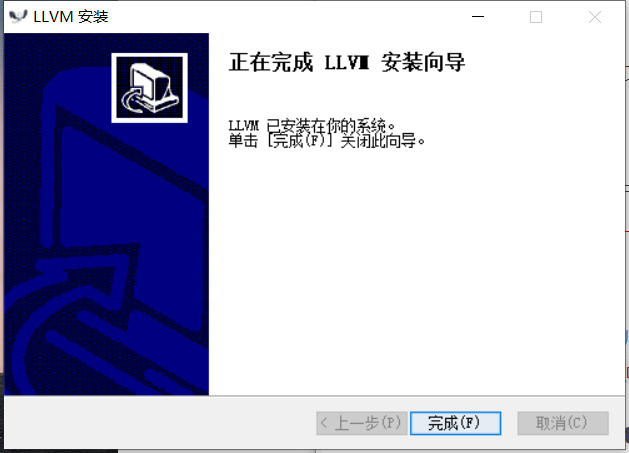 LLVM 安装
正在完成 LLVM 安装向导
LLVM 已安装在你的系统。
单击 [完成(F)] 关闭此向导。
< 上一步(P)
完成(F)
取消(C)